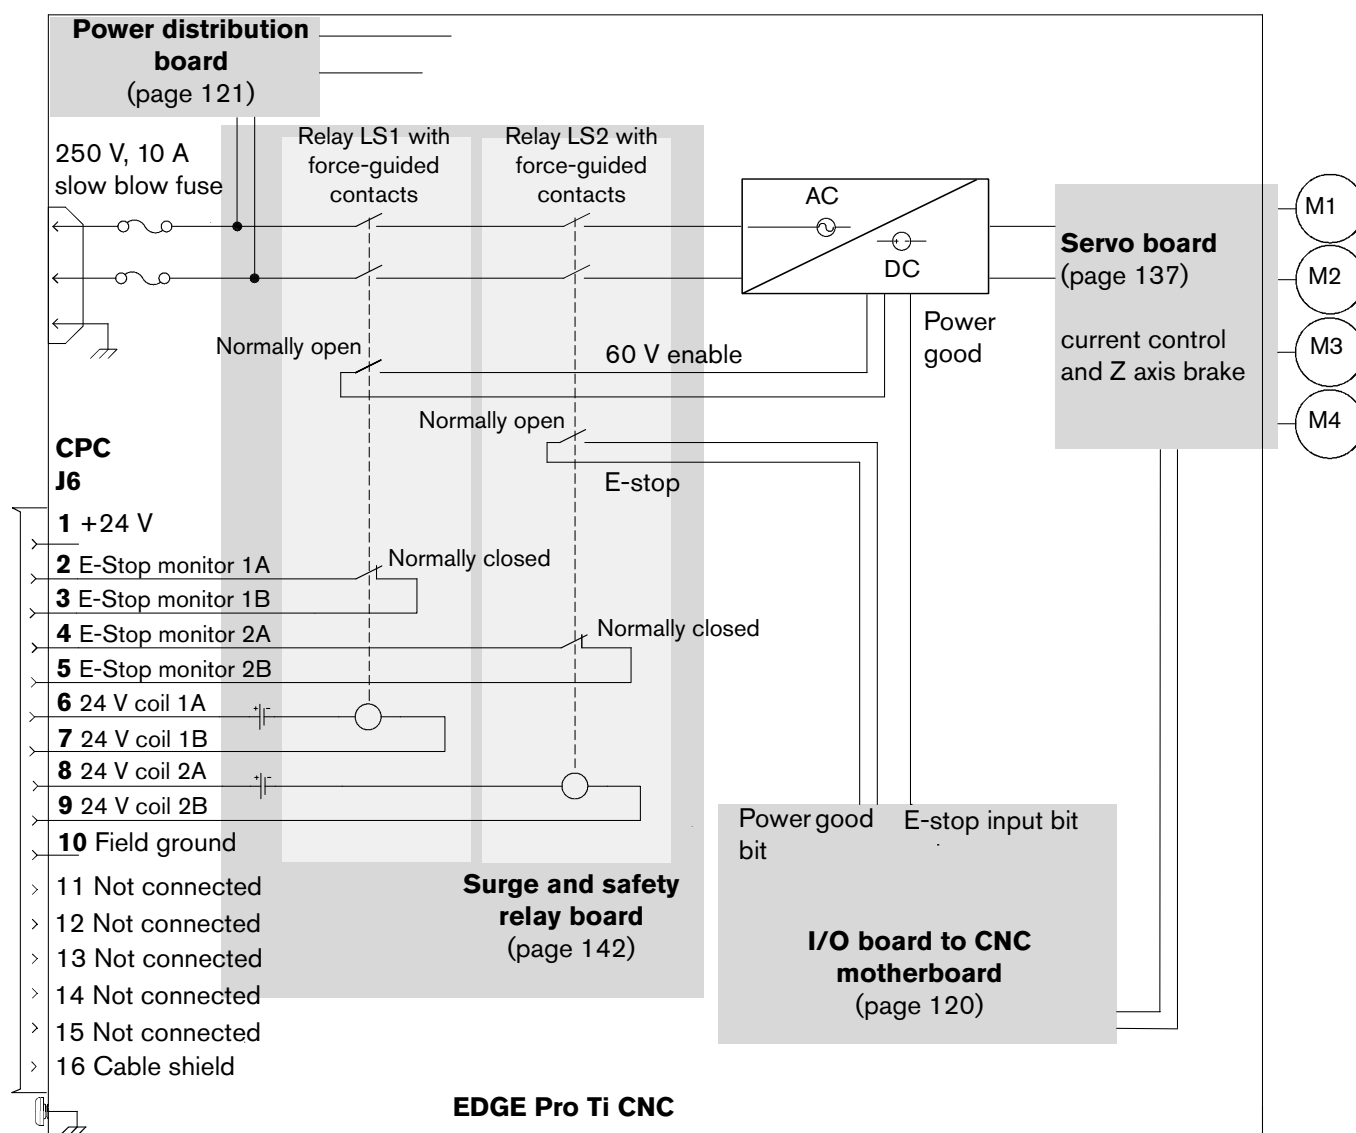 Power distribution
board
(page 121)
250 V, 10 A
slow blow fuse
Relay LS1 with
force-guided
contacts
Relay LS2 with
force-guided
contacts
AC
DC
Servo board
(page 137)
current control
and Z axis brake
M1
M2
M3
M4
Power
good
Normally open
60 V enable
Normally open
E-stop
CPC
J6
1 +24 V
2 E-Stop monitor 1A
Normally closed
3 E-Stop monitor 1B
4 E-Stop monitor 2A
Normally closed
5 E-Stop monitor 2B
6 24 V coil 1A
+ -
7 24 V coil 1B
8 24 V coil 2A
+ -
9 24 V coil 2B
10 Field ground
11 Not connected
12 Not connected
13 Not connected
14 Not connected
15 Not connected
16 Cable shield
Surge and safety
relay board
(page 142)
Power good
bit
E-stop input bit
I/O board to CNC
motherboard
(page 120)
EDGE Pro Ti CNC